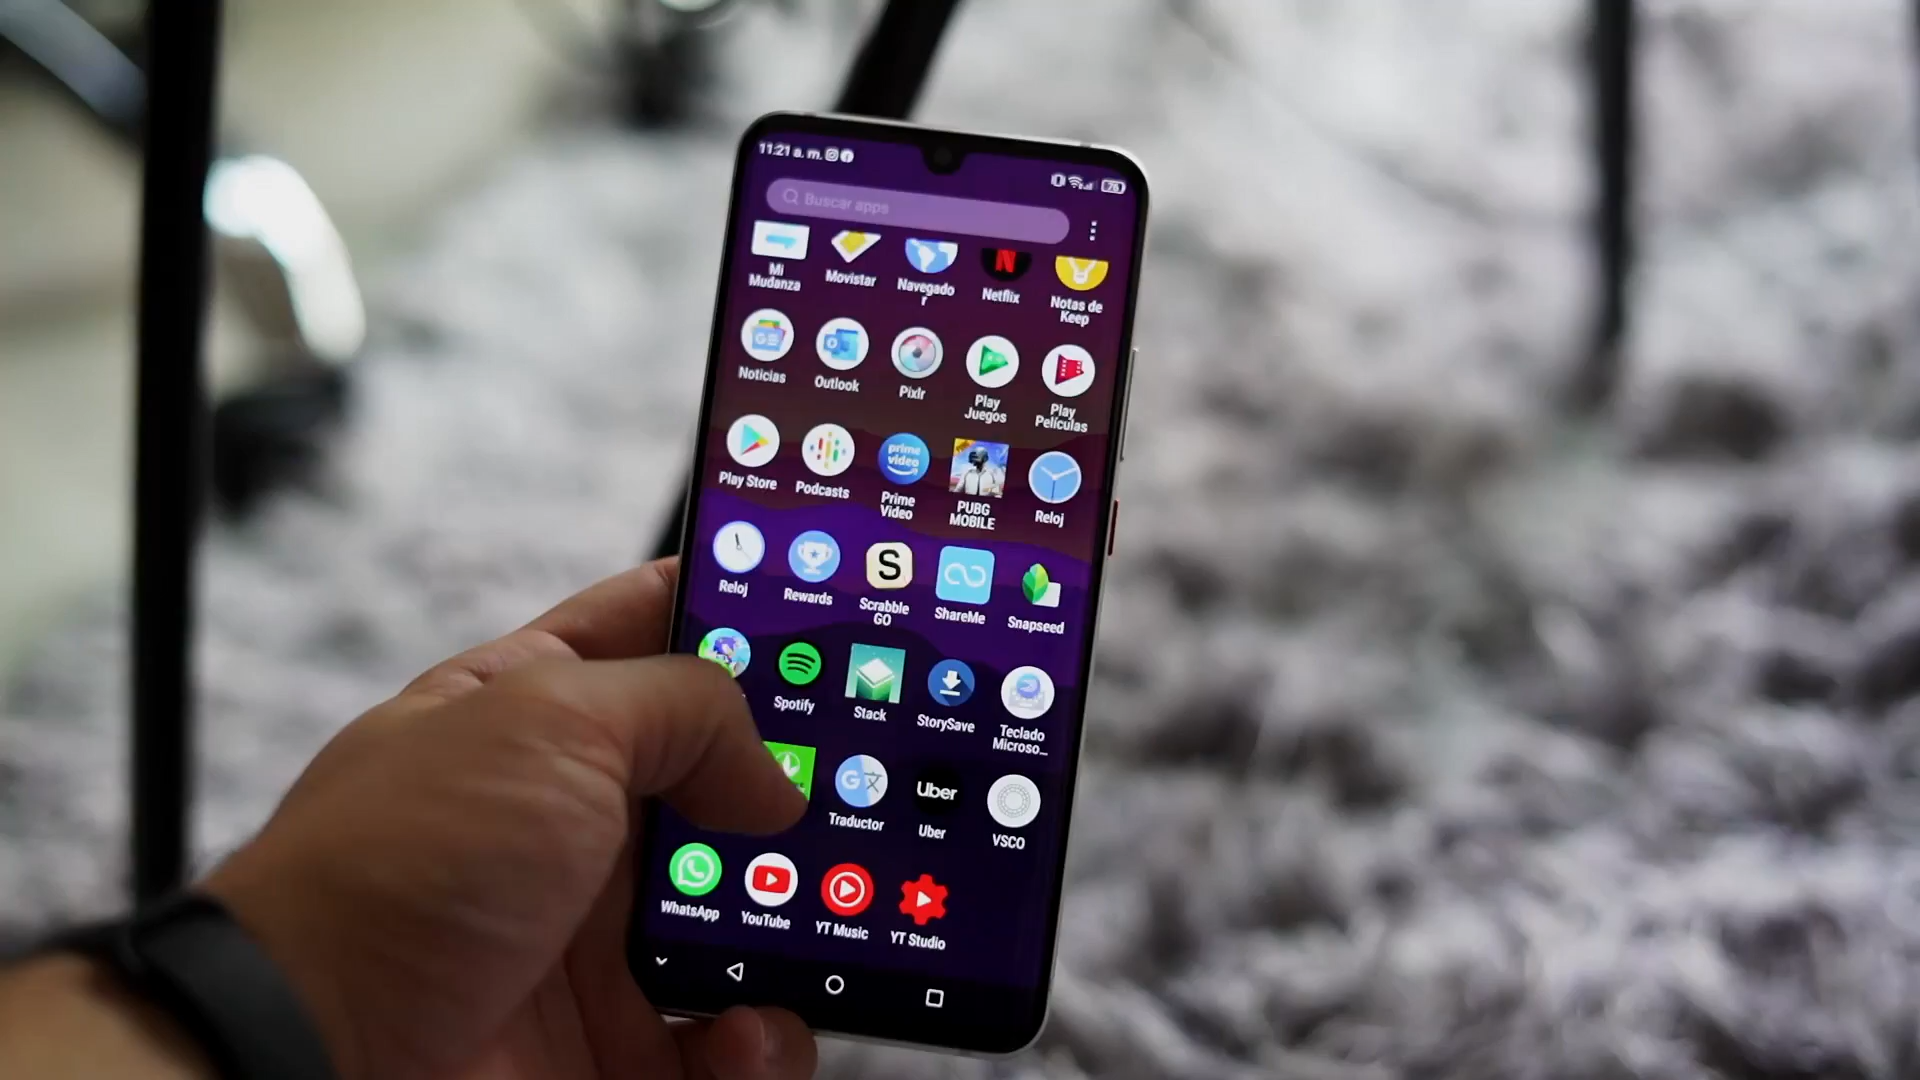 11:21 a. m.
76
Buscar apps
Mi
Mudanza
Movistar
Navegado
r
N
Netflix
Notas de
Keep
GE
Noticias
O
Outlook
Pixlr
Play
Juegos
Play
Películas
Play Store
Podcasts
prime
video
Prime
Video
PUBG
MOBILE
Reloj
Reloj
Rewards
S
Scrabble
GO
ShareMe
Snapseed
Spotify
Stack
StorySave
Teclado
Microso...
G
Traductor
Uber
Uber
VSCO
WhatsApp
YouTube
YT Music
YT Studio